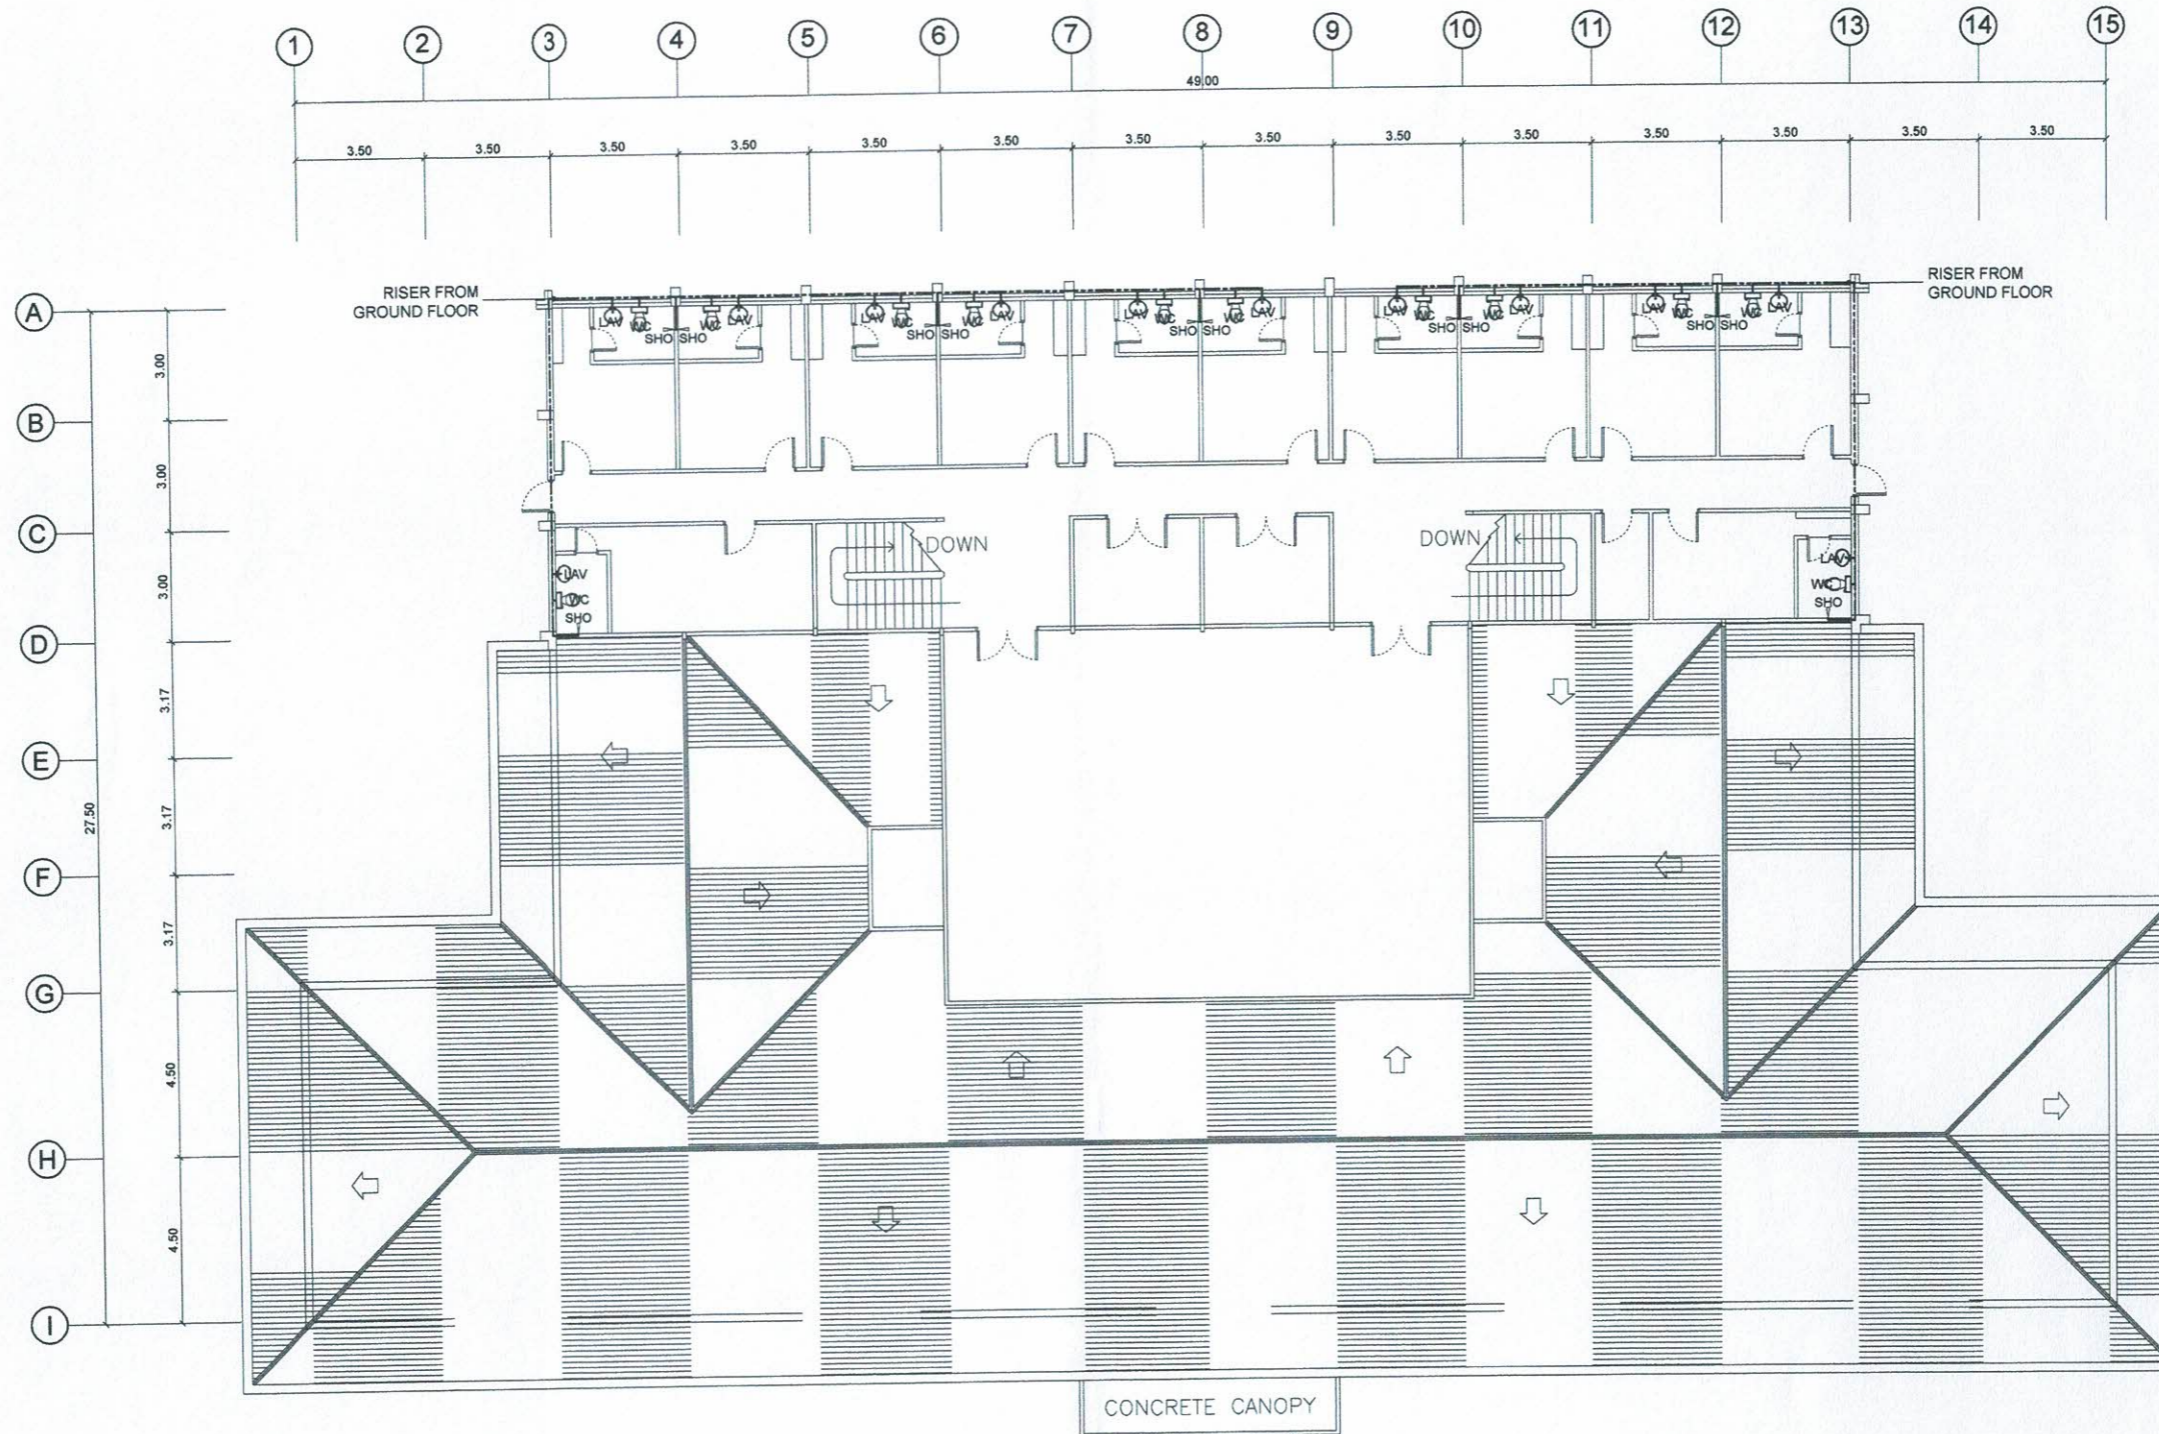 1 2 3 4 5 6 7 8 9 10 11 12 13 14 15
49.00
3.50 3.50 3.50 3.50 3.50 3.50 3.50 3.50 3.50 3.50 3.50 3.50 3.50 3.50
RISER FROM
GROUND FLOOR
RISER FROM
GROUND FLOOR
A
LAV WC WC LAV LAV WC WC LAV LAV WC WC LAV LAV WC WC LAV LAV WC WC LAV
SHO SHO SHO SHO SHO SHO SHO SHO SHO SHO
3.00
B
3.00
C
DOWN DOWN
LAV LAV
WC WC
SHO SHO
3.00
D
3.17
E
27.50
3.17
F
3.17
G
4.50
H
4.50
I
CONCRETE CANOPY